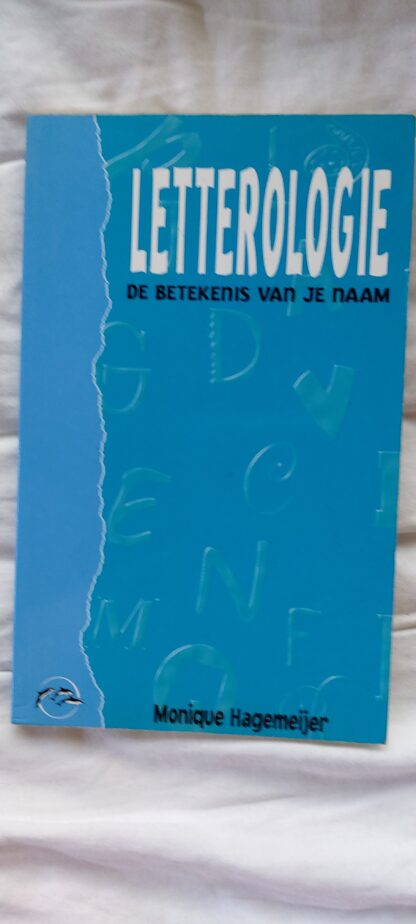 LETTEROLOGIE
DE BETEKENIS VAN JE NAAM
G D V
C I
E N
M F
Monique Hagemeijer